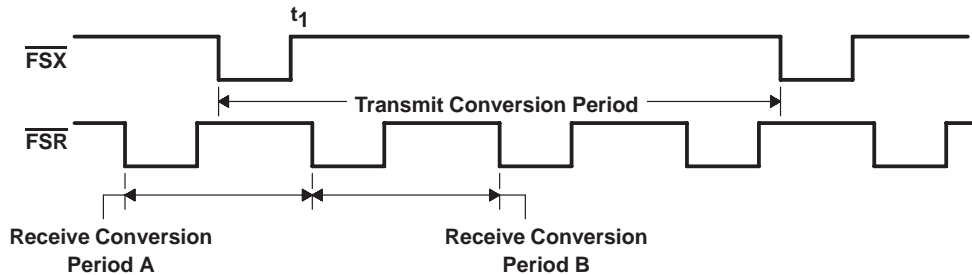 t1
FSX
Transmit Conversion Period
FSR
Receive Conversion
Period A
Receive Conversion
Period B